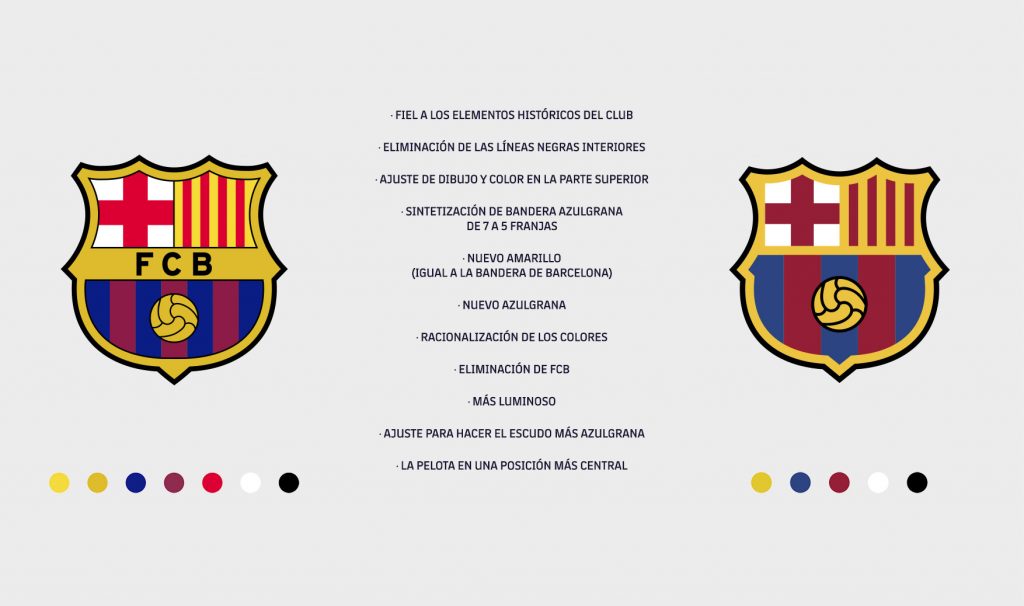 · FIEL A LOS ELEMENTOS HISTÓRICOS DEL CLUB
· ELIMINACIÓN DE LAS LÍNEAS NEGRAS INTERIORES
· AJUSTE DE DIBUJO Y COLOR EN LA PARTE SUPERIOR
· SINTETIZACIÓN DE BANDERA AZULGRANA
DE 7 A 5 FRANJAS
· NUEVO AMARILLO
(IGUAL A LA BANDERA DE BARCELONA)
· NUEVO AZULGRANA
· RACIONALIZACIÓN DE LOS COLORES
· ELIMINACIÓN DE FCB
· MÁS LUMINOSO
· AJUSTE PARA HACER EL ESCUDO MÁS AZULGRANA
· LA PELOTA EN UNA POSICIÓN MÁS CENTRAL
FCB